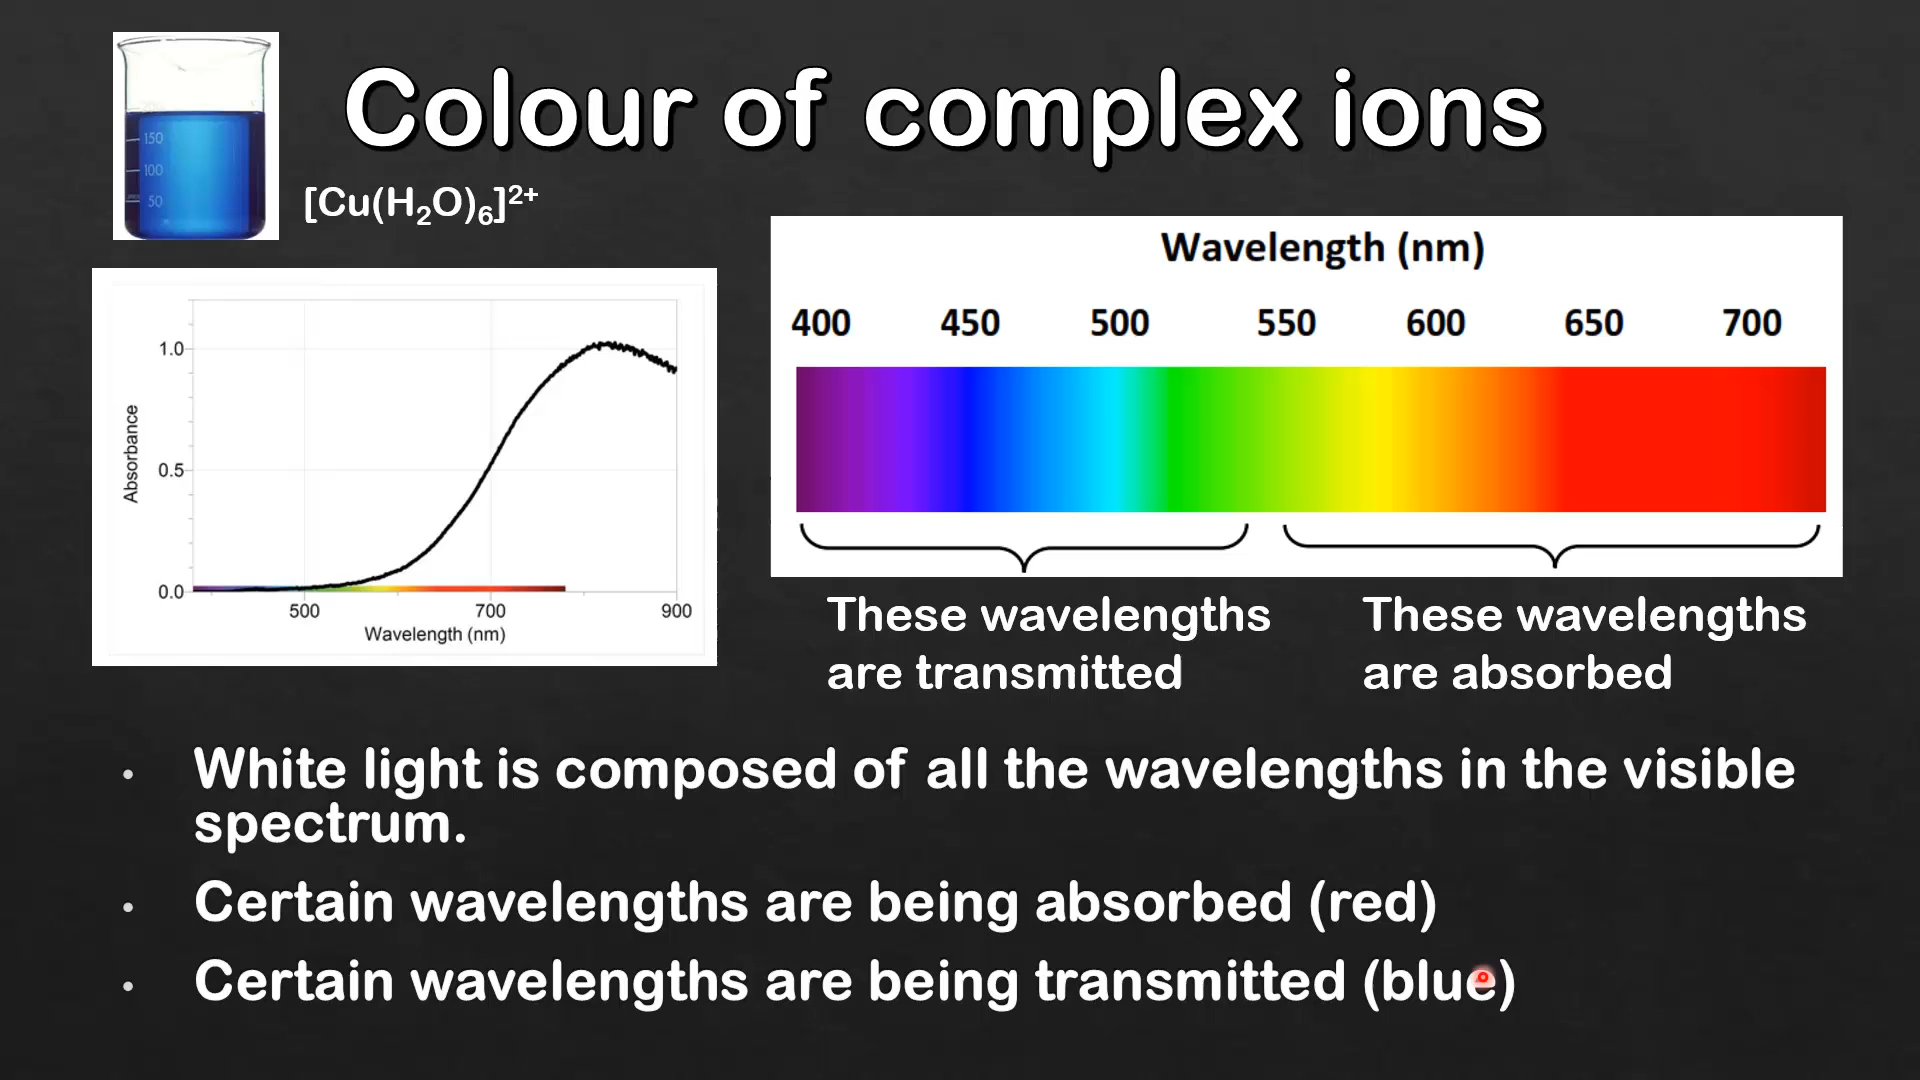 Colour of complex ions
150
100
50
[Cu(H₂O)₆]²⁺
1.0
0.5
0.0
Absorbance
500 700 900
Wavelength (nm)
Wavelength (nm)
400 450 500 550 600 650 700
These wavelengths
are transmitted
These wavelengths
are absorbed
• White light is composed of all the wavelengths in the visible
spectrum.
• Certain wavelengths are being absorbed (red)
• Certain wavelengths are being transmitted (blue)